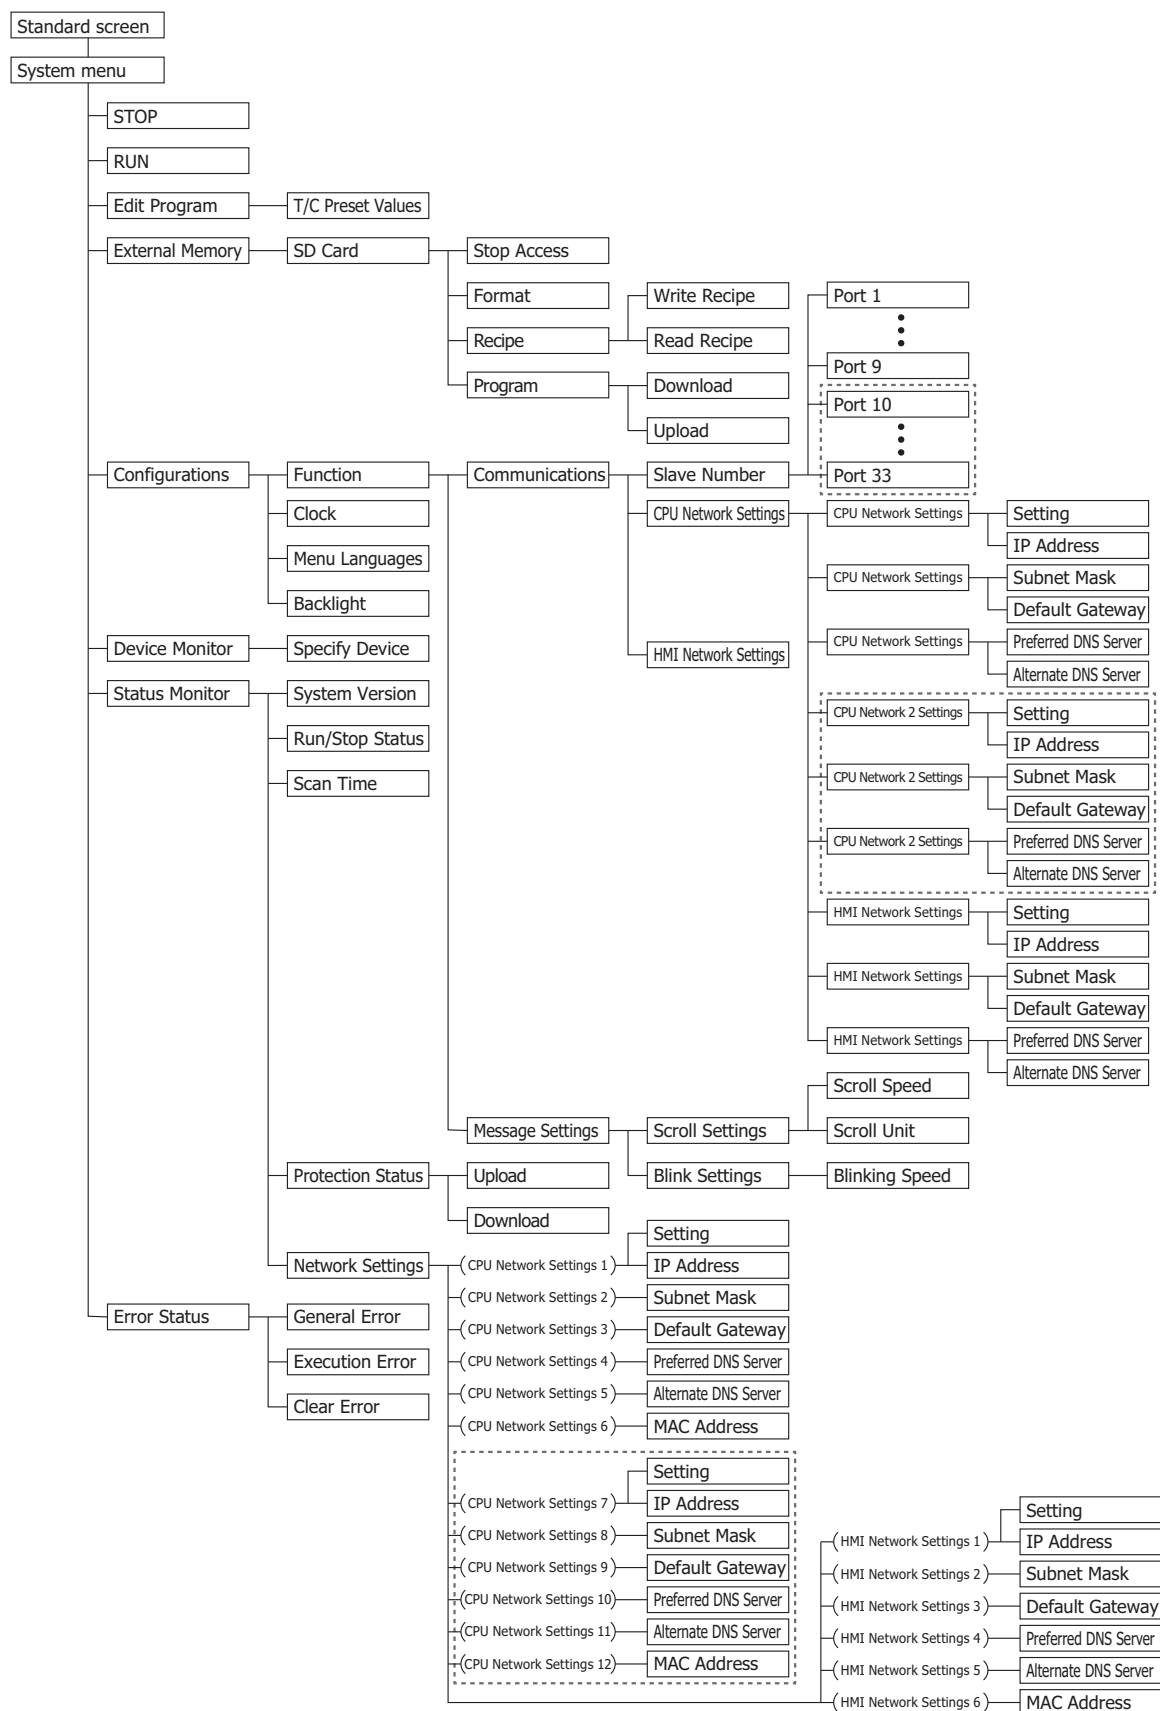 Standard screen
System menu
STOP
RUN
Edit Program
T/C Preset Values
External Memory
SD Card
Stop Access
Format
Recipe
Write Recipe
Read Recipe
Program
Download
Upload
Port 1
Port 9
Port 10
Port 33
Configurations
Function
Communications
Slave Number
Clock
Menu Languages
Backlight
CPU Network Settings
CPU Network Settings
Setting
IP Address
CPU Network Settings
Subnet Mask
Default Gateway
CPU Network Settings
Preferred DNS Server
Alternate DNS Server
HMI Network Settings
CPU Network 2 Settings
Setting
IP Address
CPU Network 2 Settings
Subnet Mask
Default Gateway
CPU Network 2 Settings
Preferred DNS Server
Alternate DNS Server
HMI Network Settings
Setting
IP Address
HMI Network Settings
Subnet Mask
Default Gateway
HMI Network Settings
Preferred DNS Server
Alternate DNS Server
Device Monitor
Specify Device
Status Monitor
System Version
Run/Stop Status
Scan Time
Message Settings
Scroll Settings
Scroll Speed
Scroll Unit
Blink Settings
Blinking Speed
Protection Status
Upload
Download
Network Settings
CPU Network Settings 1
Setting
IP Address
CPU Network Settings 2
Subnet Mask
CPU Network Settings 3
Default Gateway
CPU Network Settings 4
Preferred DNS Server
CPU Network Settings 5
Alternate DNS Server
CPU Network Settings 6
MAC Address
Error Status
General Error
Execution Error
Clear Error
CPU Network Settings 7
Setting
IP Address
CPU Network Settings 8
Subnet Mask
CPU Network Settings 9
Default Gateway
CPU Network Settings 10
Preferred DNS Server
CPU Network Settings 11
Alternate DNS Server
CPU Network Settings 12
MAC Address
HMI Network Settings 1
Setting
IP Address
HMI Network Settings 2
Subnet Mask
HMI Network Settings 3
Default Gateway
HMI Network Settings 4
Preferred DNS Server
HMI Network Settings 5
Alternate DNS Server
HMI Network Settings 6
MAC Address